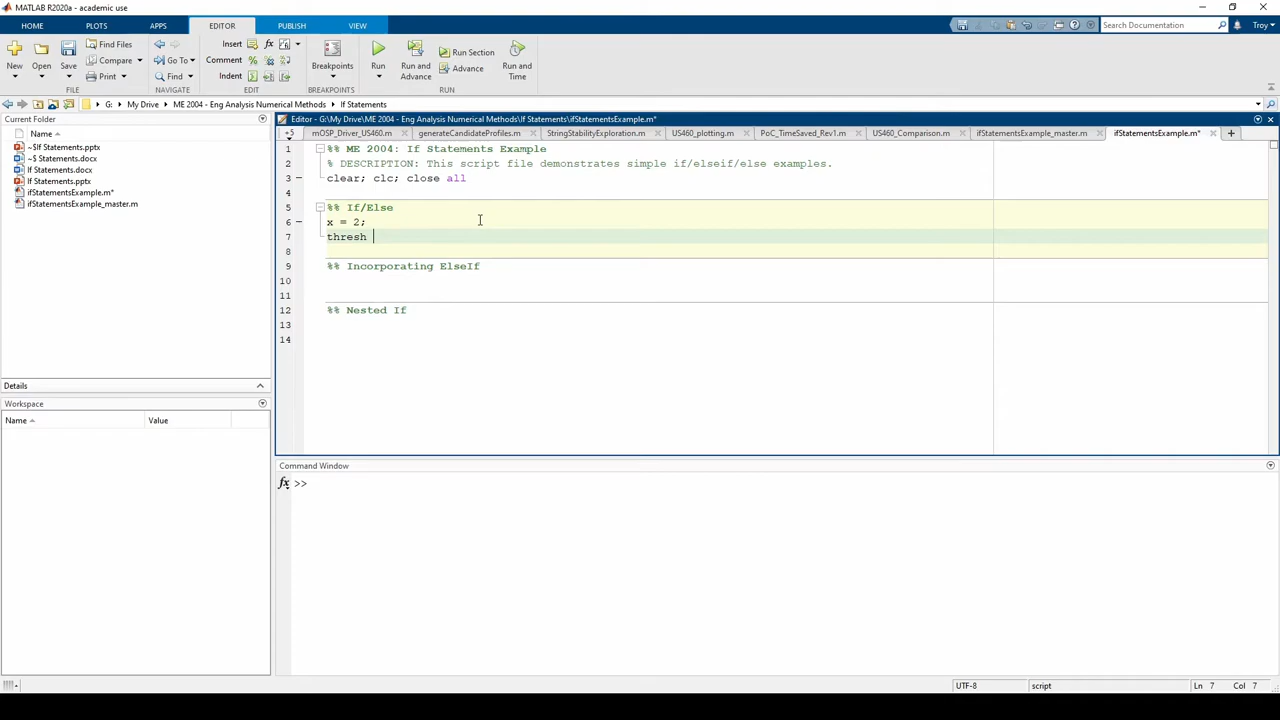 MATLAB R2020a - academic use
HOME PLOTS APPS EDITOR PUBLISH VIEW
Search Documentation Troy
New Open Save Find Files Compare Print
Go To Find
Insert fx
Comment %
Indent
Breakpoints
Run Run and Advance Run Section Advance Run and Time
FILE NAVIGATE EDIT BREAKPOINTS RUN
G: My Drive ME 2004 - Eng Analysis Numerical Methods If Statements
Current Folder
Name
~$If Statements.pptx
~$ Statements.docx
If Statements.docx
If Statements.pptx
ifStatementsExample.m*
ifStatementsExample_master.m
Details
Workspace
Name Value
Editor - G:\My Drive\ME 2004 - Eng Analysis Numerical Methods\If Statements\ifStatementsExample.m*
+5 mOSP_Driver_US460.m generateCandidateProfiles.m StringStabilityExploration.m US460_plotting.m PoC_TimeSaved_Rev1.m US460_Comparison.m ifStatementsExample_master.m ifStatementsExample.m*
1 %% ME 2004: If Statements Example
2 % DESCRIPTION: This script file demonstrates simple if/elseif/else examples.
3 clear; clc; close all
4
5 %% If/Else
6 x = 2;
7 thresh
8
9 %% Incorporating ElseIf
10
11
12 %% Nested If
13
14
Command Window
fx >>
UTF-8 script Ln 7 Col 7